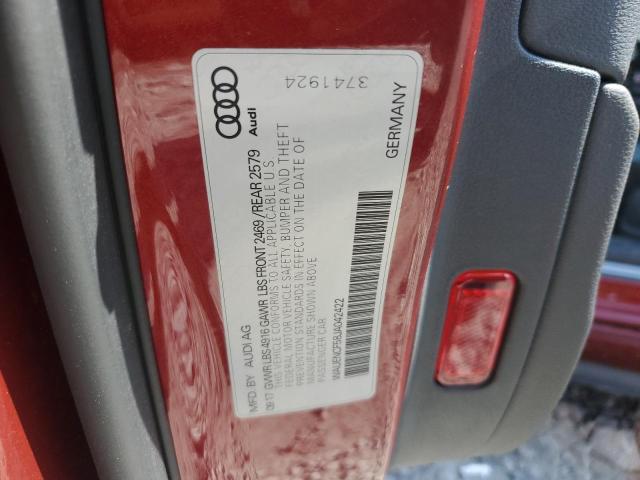 MFD. BY AUDI AG
09/17 GVWR LBS 4916 GAWR LBS FRONT 2469 / REAR 2579
THIS VEHICLE CONFORMS TO ALL APPLICABLE U S
FEDERAL MOTOR VEHICLE SAFETY, BUMPER AND THEFT
PREVENTION STANDARDS IN EFFECT ON THE DATE OF
MANUFACTURE SHOWN ABOVE
PASSENGER CAR
WAUENCF58JA042422
Audi
3741924
GERMANY